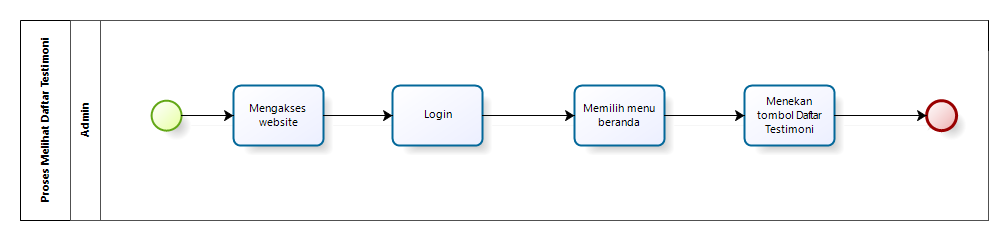 Proses Melihat Daftar Testimoni
Admin
Mengakses
website
Login
Memilih menu
beranda
Menekan
tombol Daftar
Testimoni